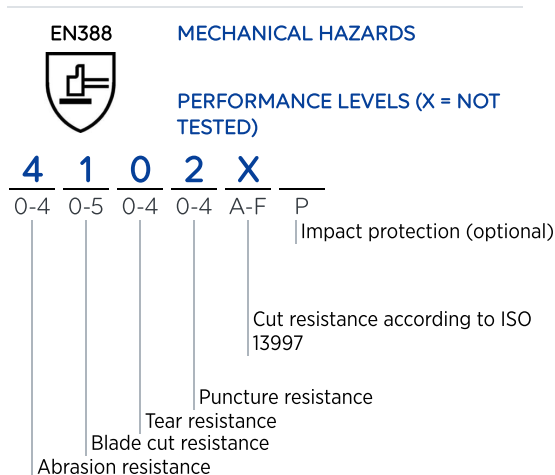 EN388
MECHANICAL HAZARDS
PERFORMANCE LEVELS (X = NOT
TESTED)
4 1 0 2 X
0-4 0-5 0-4 0-4 A-F P
Impact protection (optional)
Cut resistance according to ISO
13997
Puncture resistance
Tear resistance
Blade cut resistance
Abrasion resistance